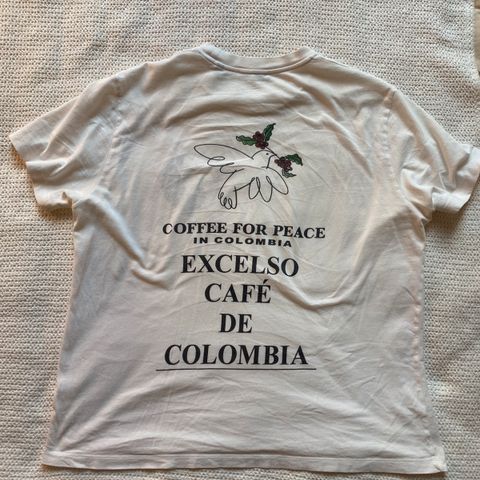 COFFEE FOR PEACE
IN COLOMBIA
EXCELSO
CAFÉ
DE
COLOMBIA